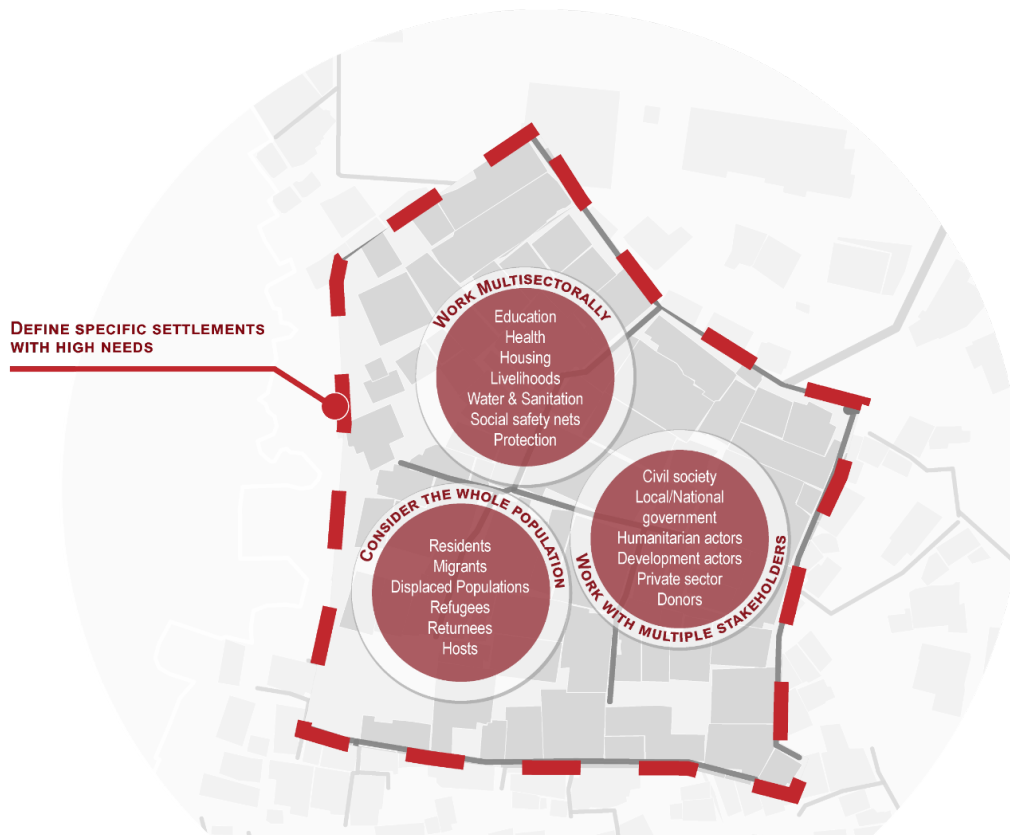 DEFINE SPECIFIC SETTLEMENTS
WITH HIGH NEEDS
WORK MULTISECTORALLY
Education
Health
Housing
Livelihoods
Water & Sanitation
Social safety nets
Protection
CONSIDER THE WHOLE POPULATION
Residents
Migrants
Displaced Populations
Refugees
Returnees
Hosts
Civil society
Local/National
government
Humanitarian actors
Development actors
Private sector
Donors
WORK WITH MULTIPLE STAKEHOLDERS